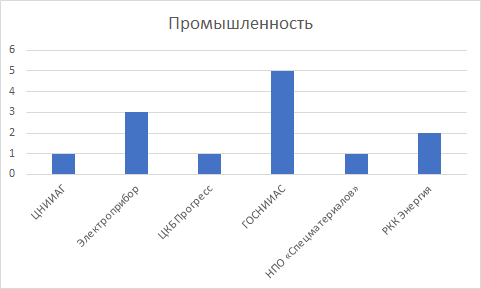 Промышленность
6
5
4
3
2
1
0
ЦНИИАГ
Электроприбор
ЦКБ Прогресс
ГОСНИИАС
НПО «Спецматериалов»
РКК Энергия